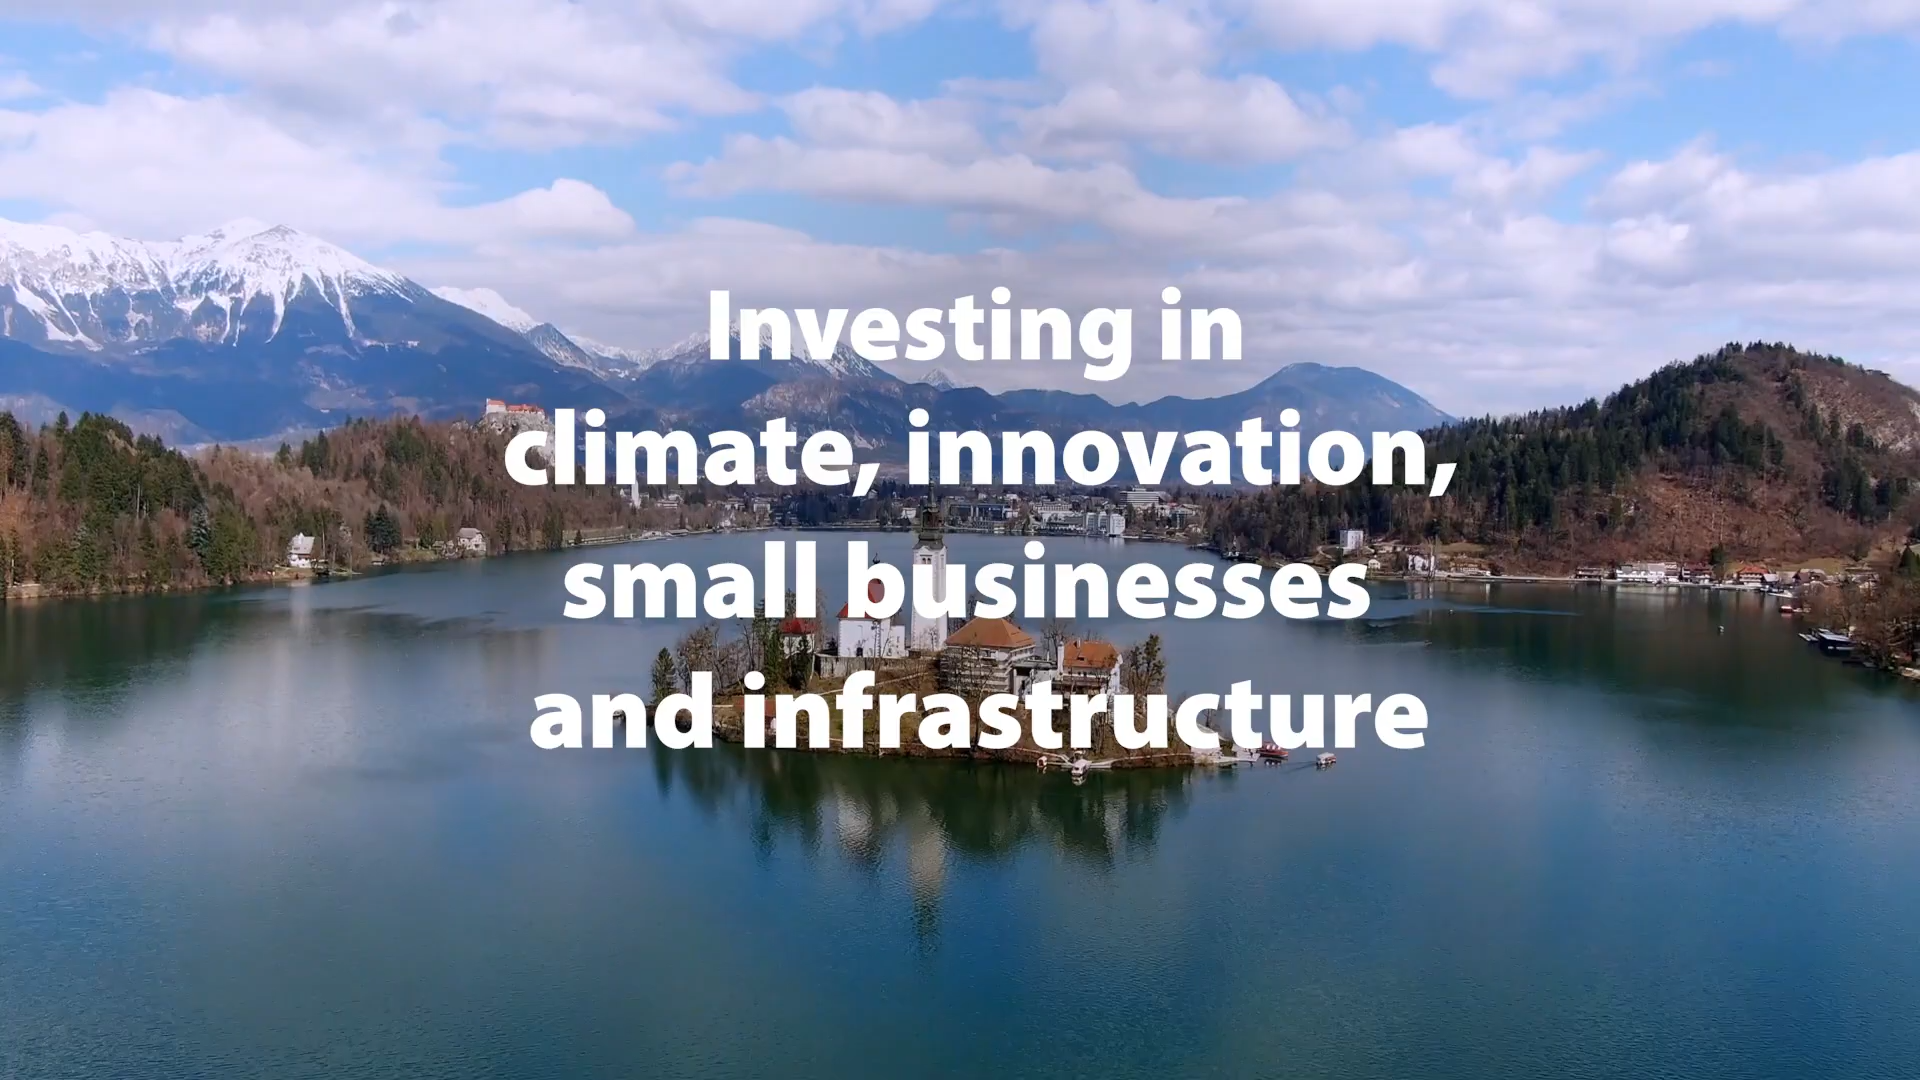 Investing in
climate, innovation,
small businesses
and infrastructure